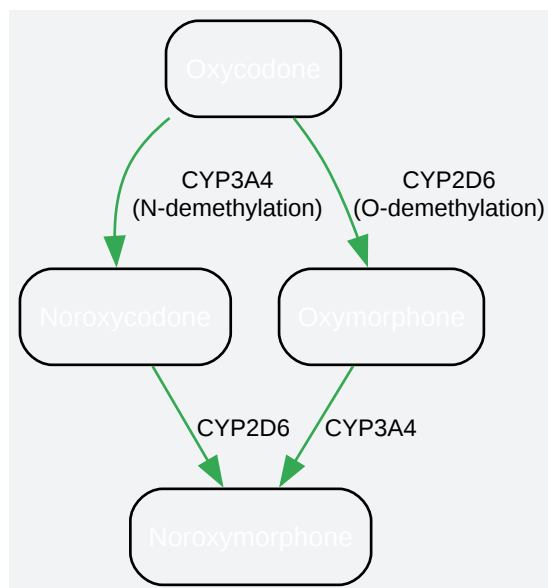 Oxycodone
CYP3A4
(N-demethylation)
CYP2D6
(O-demethylation)
Noroxycodone
Oxymorphone
CYP2D6
CYP3A4
Noroxymorphone